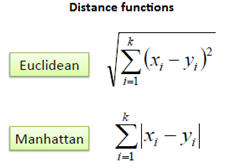 Distance functions
Euclidean √(∑_{i=1}^{k} (x_i − y_i)²)
Manhattan ∑_{i=1}^{k} |x_i − y_i|